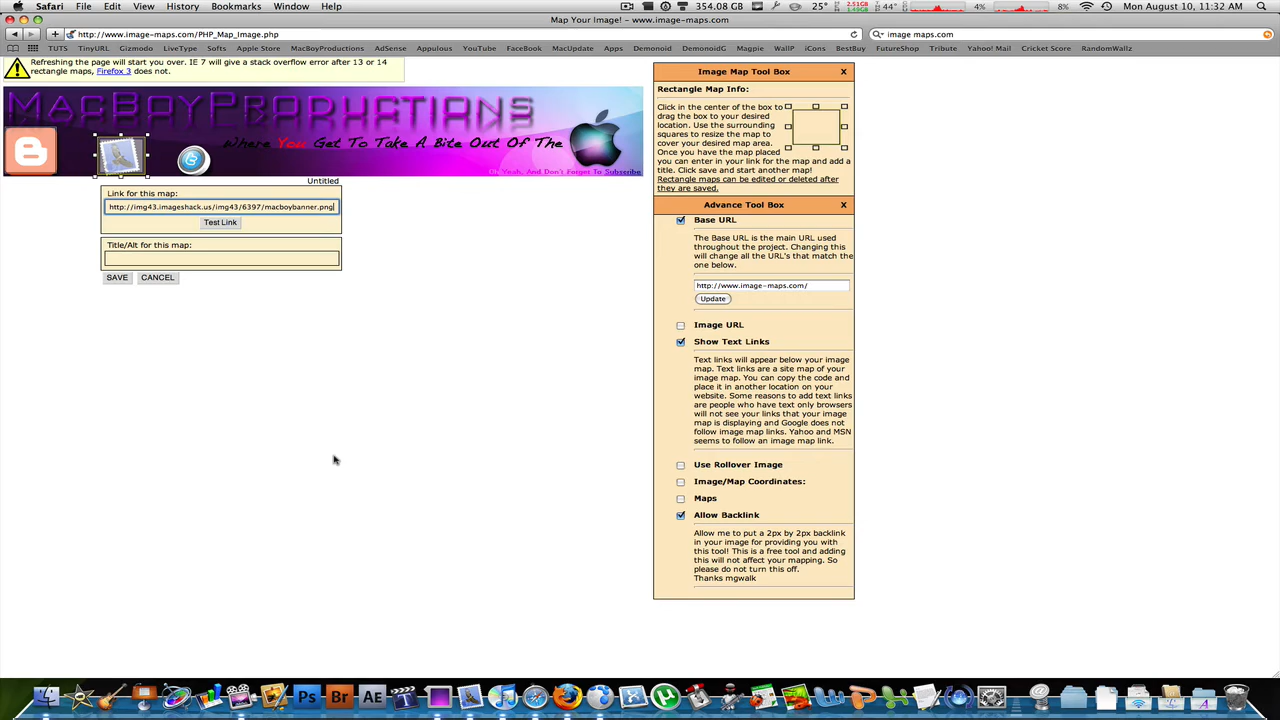 Safari File Edit View History Bookmarks Window Help
354.08 GB 25° 2.51GB 1.49GB 44° 4% 8% Mon August 10, 11:32 AM
Map Your Image! – www.image-maps.com
http://www.image-maps.com/PHP_Map_Image.php
image maps.com
TUTS TinyURL Gizmodo LiveType Softs Apple Store MacBoyProductions AdSense Appulous YouTube FaceBook MacUpdate Apps Demonoid DemonoidG Magpie WallP iCons BestBuy FutureShop Tribute Yahoo! Mail Cricket Score RandomWallz
Refreshing the page will start you over. IE 7 will give a stack overflow error after 13 or 14
rectangle maps, Firefox 3 does not.
MacBoyProductions
Where You Get To Take A Bite Out Of The
Oh Yeah, And Don't Forget To Subscribe
Untitled
Link for this map:
http://img43.imageshack.us/img43/6397/macboybanner.png
Test Link
Title/Alt for this map:
SAVE CANCEL
Image Map Tool Box X
Rectangle Map Info:
Click in the center of the box to
drag the box to your desired
location. Use the surrounding
squares to resize the map to
cover your desired map area.
Once you have the map placed
you can enter in your link for the map and add a
title. Click save and start another map!
Rectangle maps can be edited or deleted after
they are saved.
Advance Tool Box X
Base URL
The Base URL is the main URL used
throughout the project. Changing this
will change all the URL's that match the
one below.
http://www.image-maps.com/
Update
Image URL
Show Text Links
Text links will appear below your image
map. Text links are a site map of your
image map. You can copy the code and
place it in another location on your
website. Some reasons to add text links
are people who have text only browsers
will not see your links that your image
map is displaying and Google does not
follow image map links. Yahoo and MSN
seems to follow an image map link.
Use Rollover Image
Image/Map Coordinates:
Maps
Allow Backlink
Allow me to put a 2px by 2px backlink
in your image for providing you with
this tool! This is a free tool and adding
this will not affect your mapping. So
please do not turn this off.
Thanks mgwalk
Ps Br AE